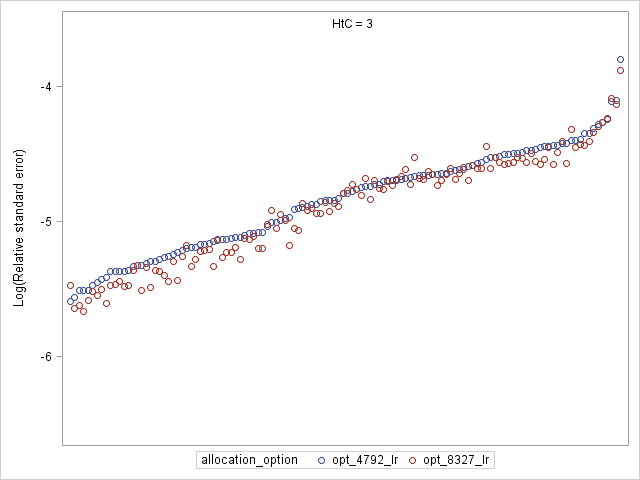 HtC = 3
-4
-5
-6
Log(Relative standard error)
allocation_option opt_4792_lr opt_8327_lr